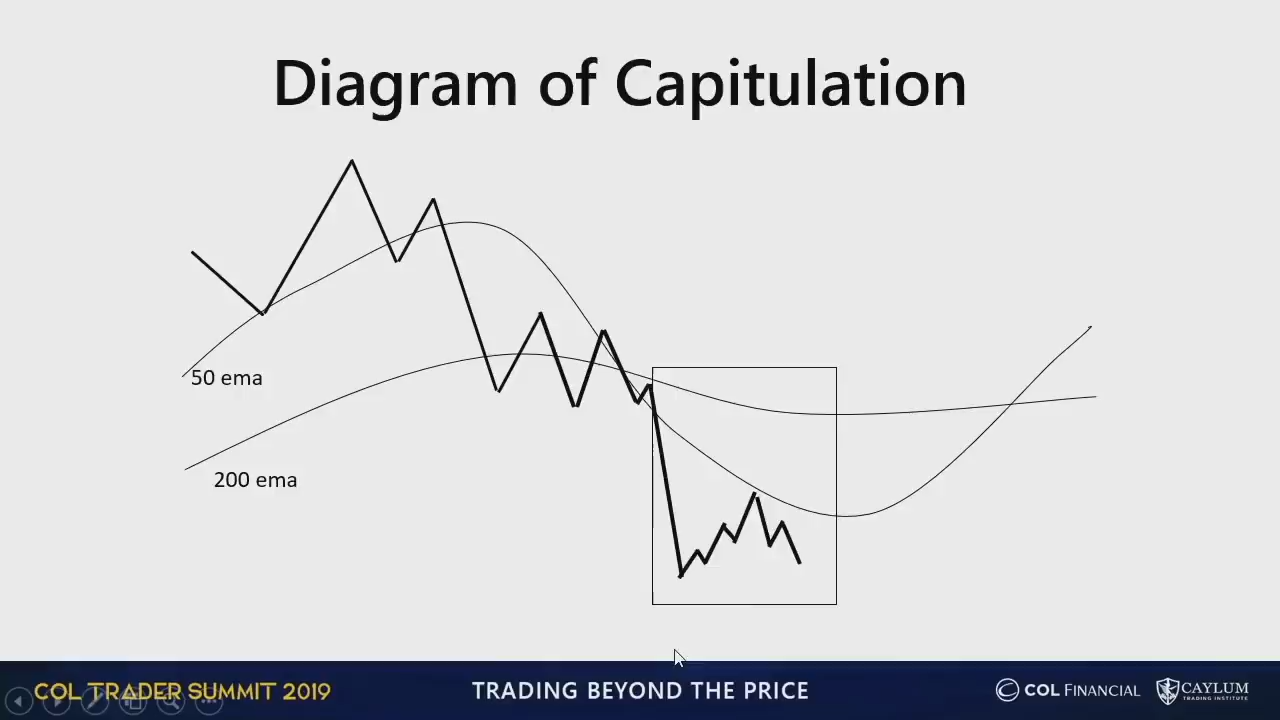 Diagram of Capitulation
50 ema
200 ema
COL TRADER SUMMIT 2019
TRADING BEYOND THE PRICE
COL FINANCIAL
CAYLUM
TRADING INSTITUTE